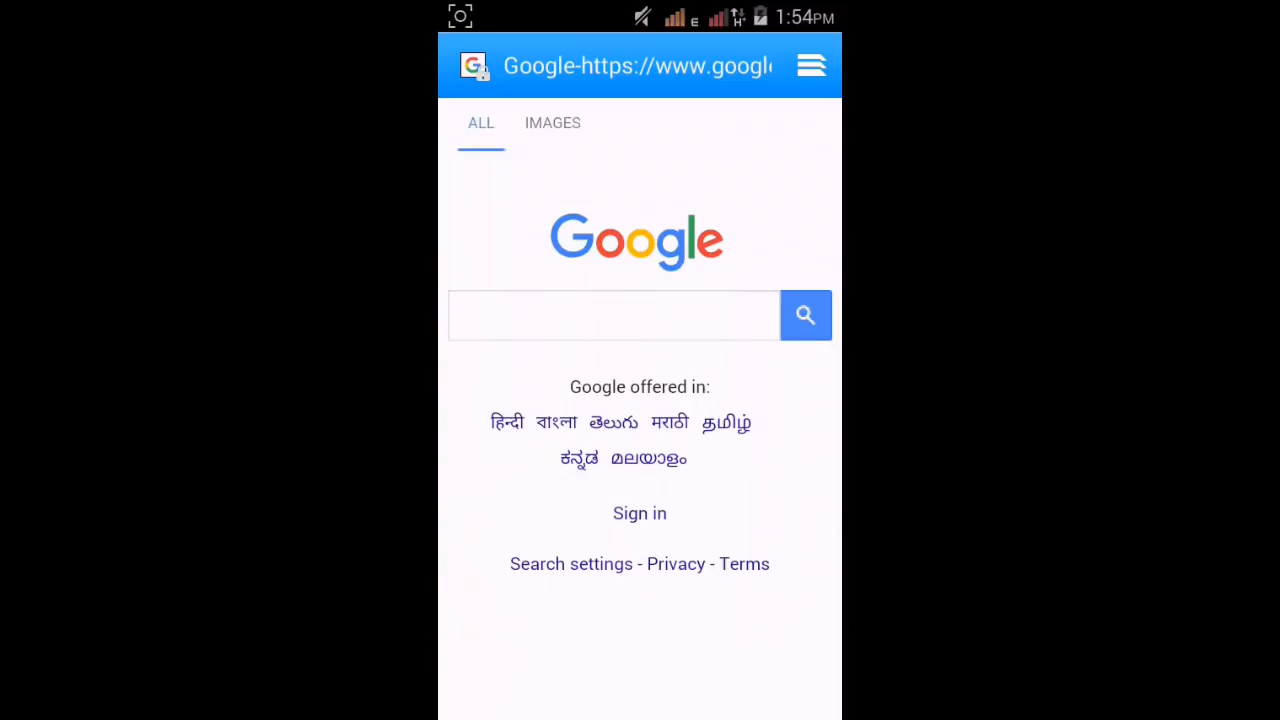 E H 1:54PM
Google-https://www.google
ALL IMAGES
Google
Google offered in:
हिन्दी বাংলা తెలుగు मराठी தமிழ்
ಕನ್ನಡ മലയാളം
Sign in
Search settings - Privacy - Terms